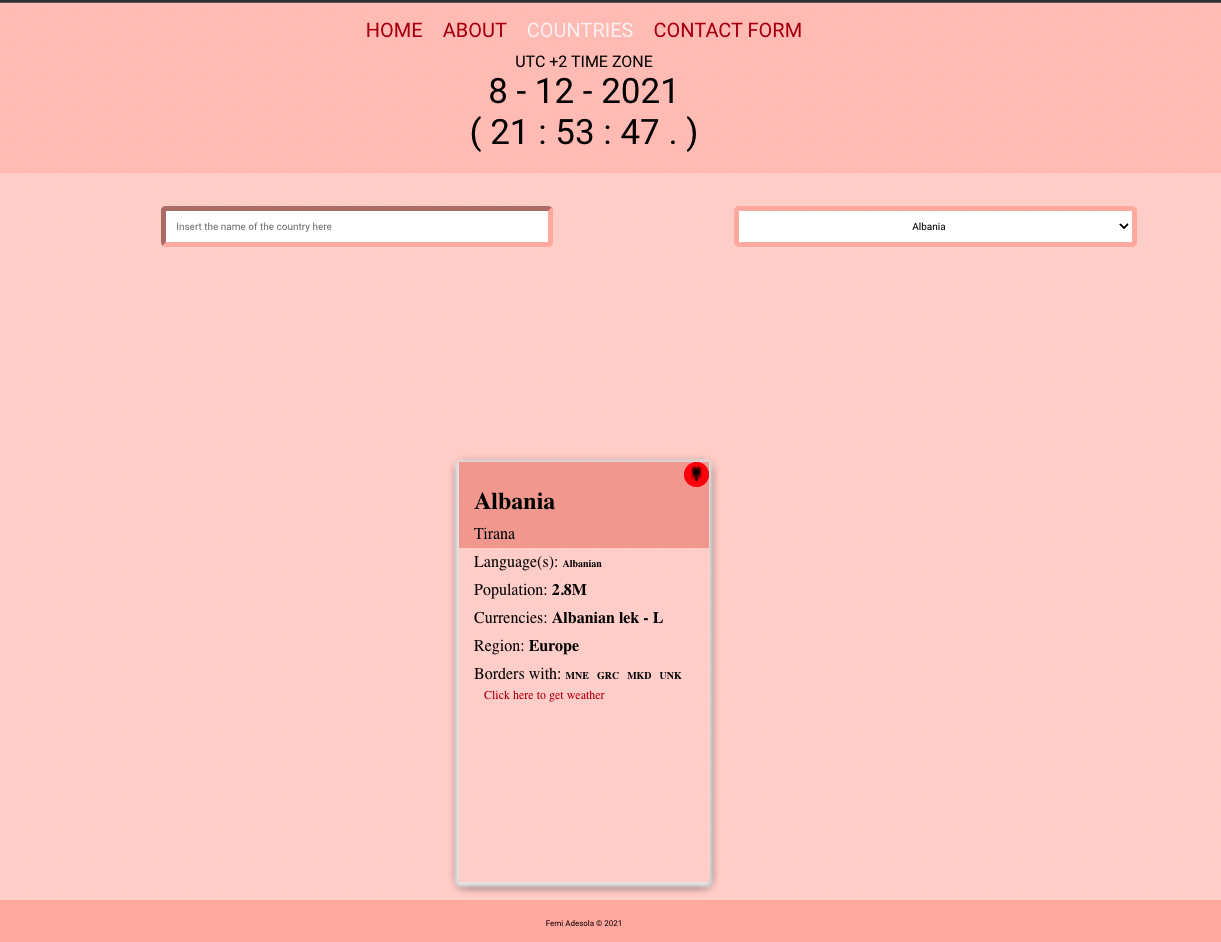 HOME ABOUT COUNTRIES CONTACT FORM
UTC +2 TIME ZONE
8 - 12 - 2021
( 21 : 53 : 47 . )
Insert the name of the country here
Albania
Albania
Tirana
Language(s): Albanian
Population: 2.8M
Currencies: Albanian lek - L
Region: Europe
Borders with: MNE GRC MKD UNK
Click here to get weather
Femi Adesola © 2021